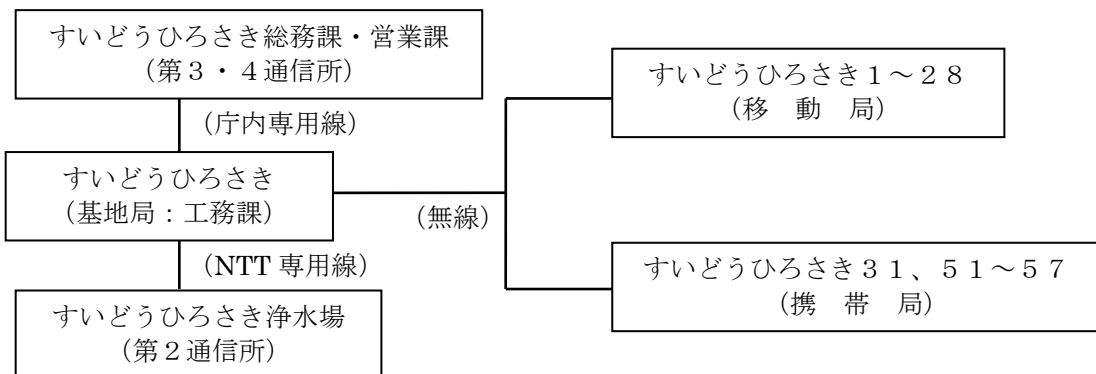 すいどうひろさき総務課・営業課
（第３・４通信所）
（庁内専用線）
すいどうひろさき
（基地局：工務課）
（NTT 専用線）
すいどうひろさき浄水場
（第２通信所）
（無線）
すいどうひろさき１～２８
（移　動　局）
すいどうひろさき３１、５１～５７
（携　帯　局）